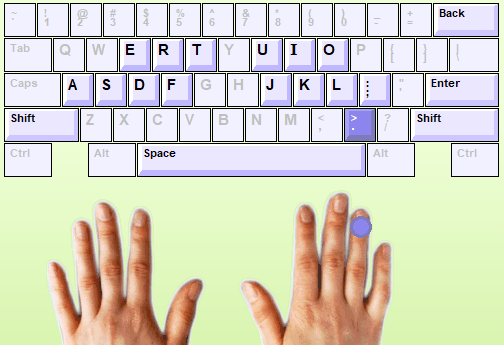 ~ ` ! 1 @ 2 # 3 $ 4 % 5 ^ 6 & 7 * 8 ( 9 ) 0 _ - + = Back
Tab Q W E R T Y U I O P { [ } ] | \
Caps A S D F G H J K L : ; " ' Enter
Shift Z X C V B N M < , > . ? / Shift
Ctrl Alt Space Alt Ctrl